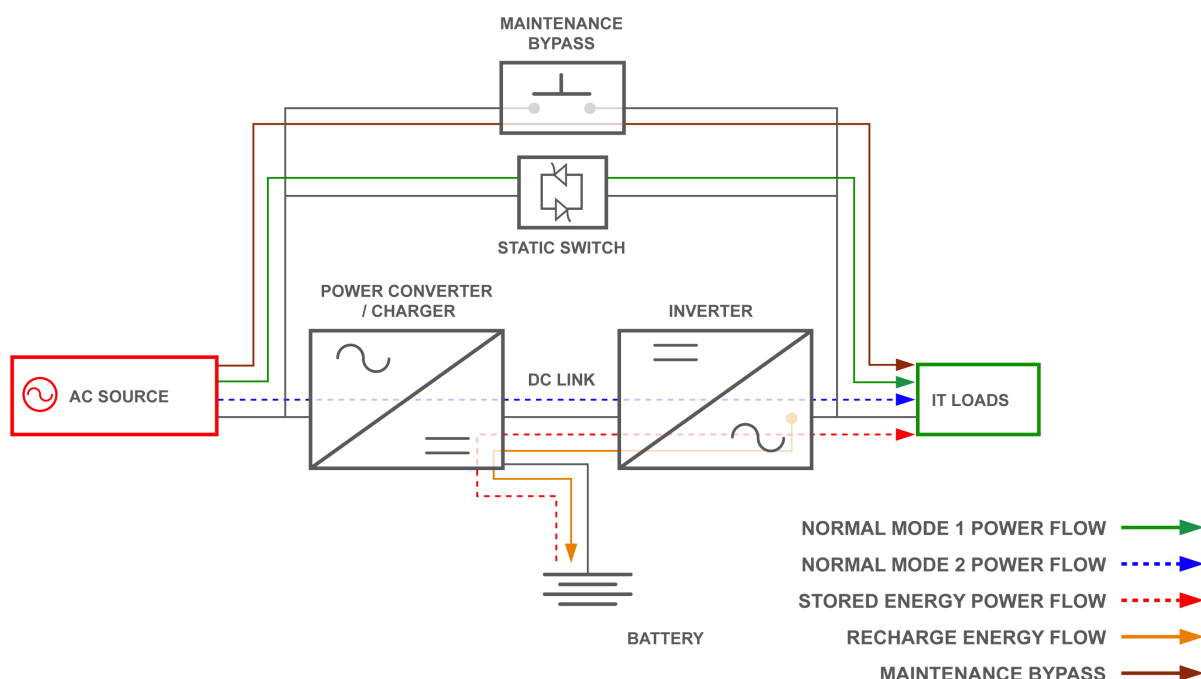 MAINTENANCE
BYPASS
STATIC SWITCH
POWER CONVERTER
/ CHARGER
INVERTER
AC SOURCE
DC LINK
IT LOADS
BATTERY
NORMAL MODE 1 POWER FLOW
NORMAL MODE 2 POWER FLOW
STORED ENERGY POWER FLOW
RECHARGE ENERGY FLOW
MAINTENANCE BYPASS